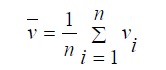 v̅ = 1/n n∑i = 1 v_i